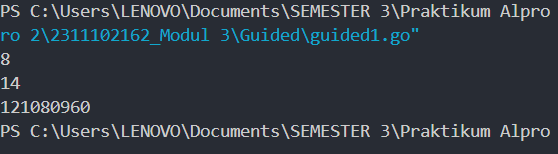 PS C:\Users\LENOVO\Documents\SEMESTER 3\Praktikum Alpro
ro 2\2311102162_Modul 3\Guided\guided1.go"
8
14
121080960
PS C:\Users\LENOVO\Documents\SEMESTER 3\Praktikum Alpro